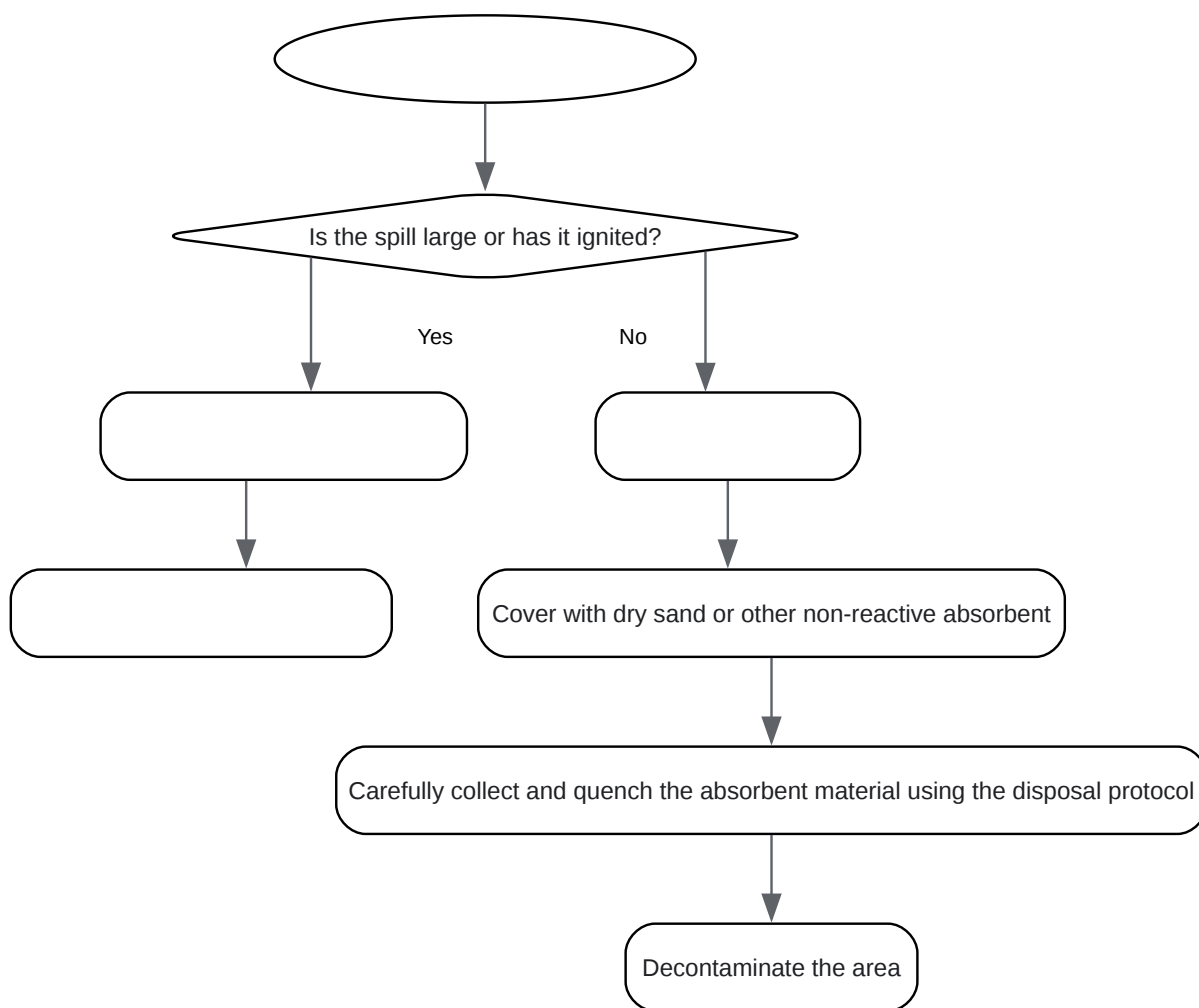 Is the spill large or has it ignited?
Yes
No
Cover with dry sand or other non-reactive absorbent
Carefully collect and quench the absorbent material using the disposal protocol
Decontaminate the area